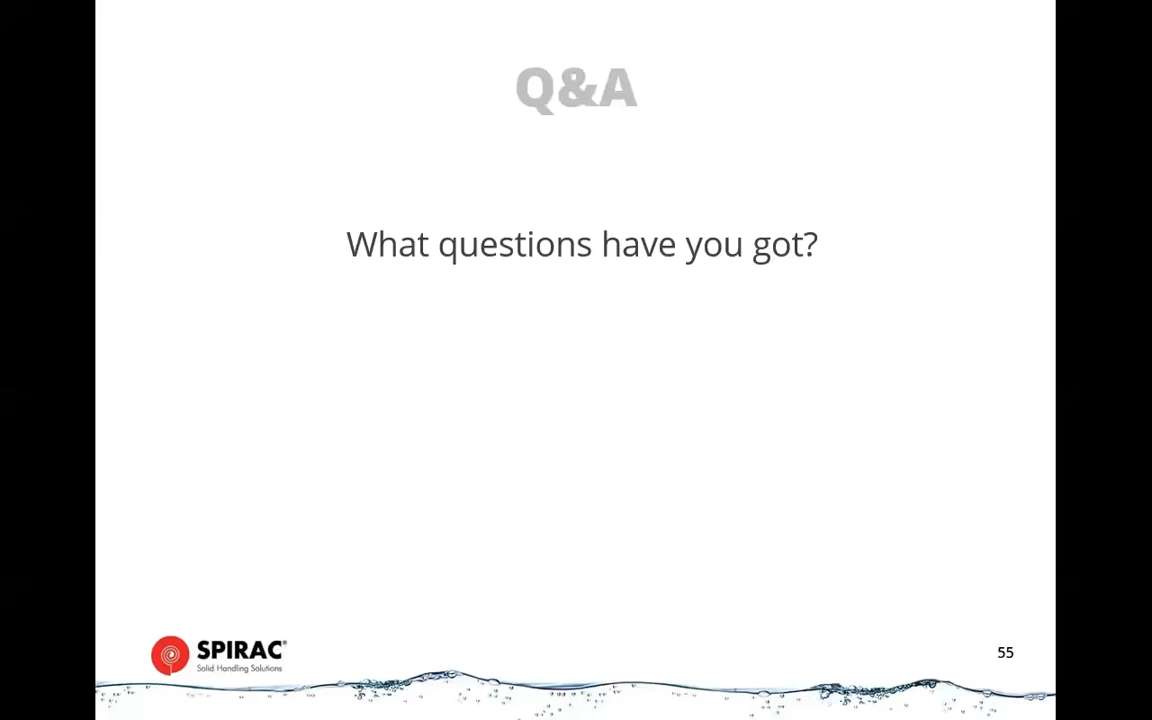 Q&A
What questions have you got?
SPIRAC®
Solid Handling Solutions
55